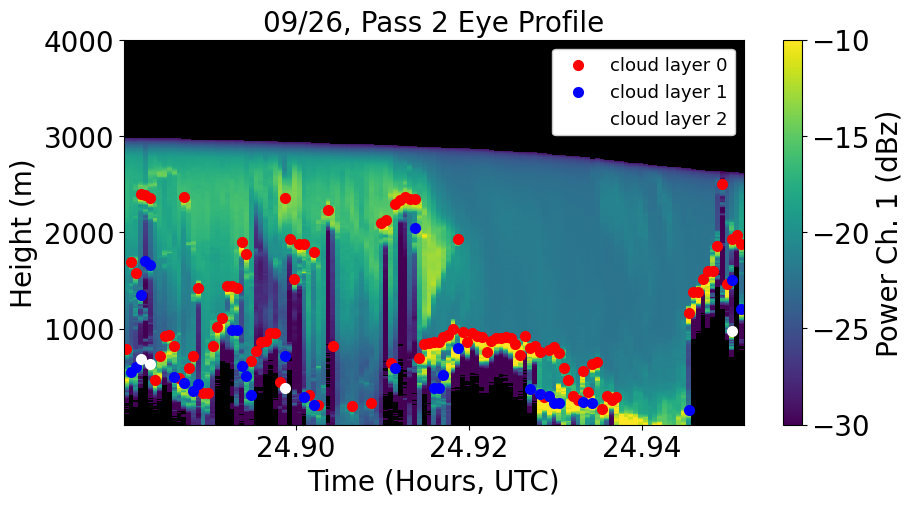 09/26, Pass 2 Eye Profile
4000
3000
2000
1000
Height (m)
cloud layer 0
cloud layer 1
cloud layer 2
24.90
24.92
24.94
Time (Hours, UTC)
−10
−15
−20
−25
−30
Power Ch. 1 (dBz)